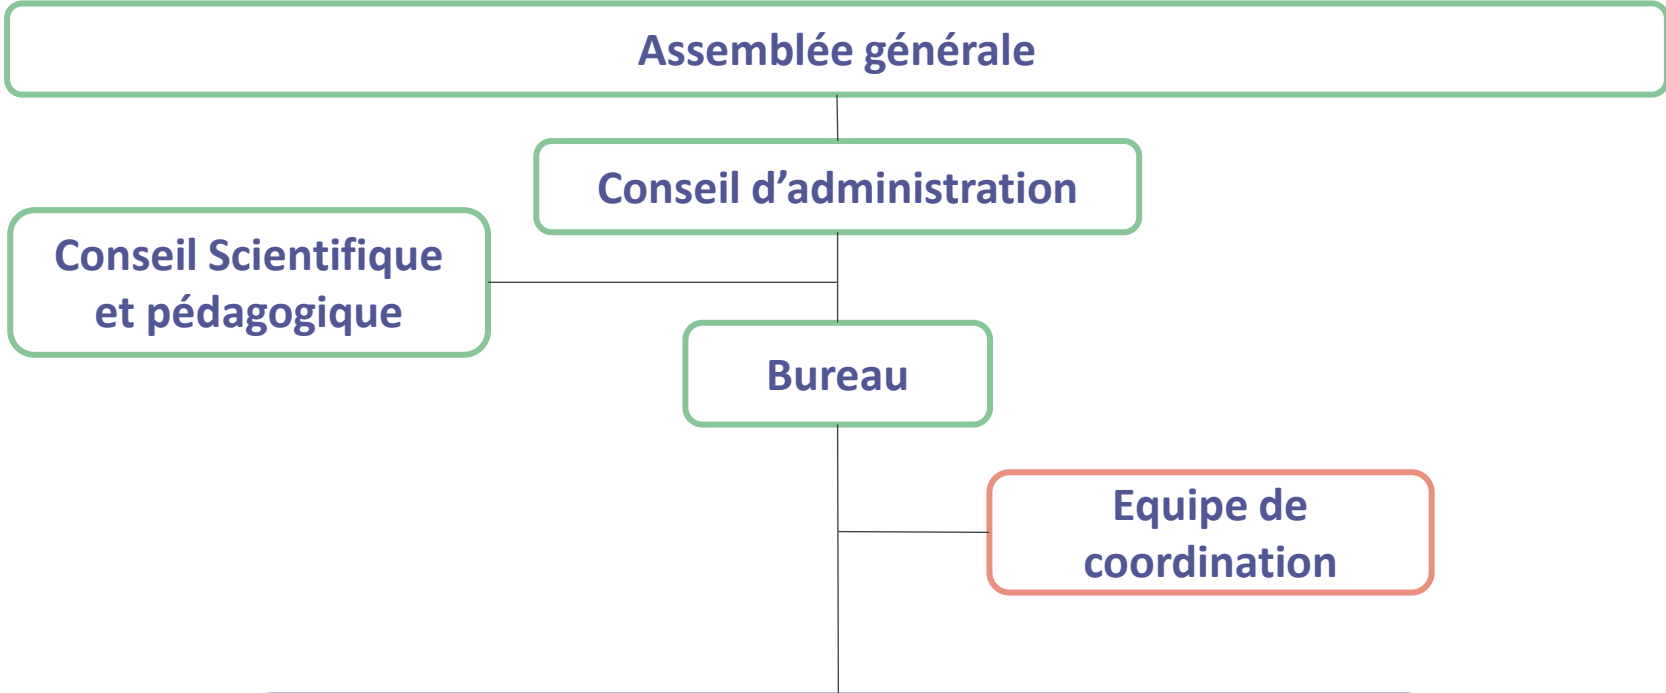 Assemblée générale
Conseil d’administration
Conseil Scientifique
et pédagogique
Bureau
Equipe de
coordination